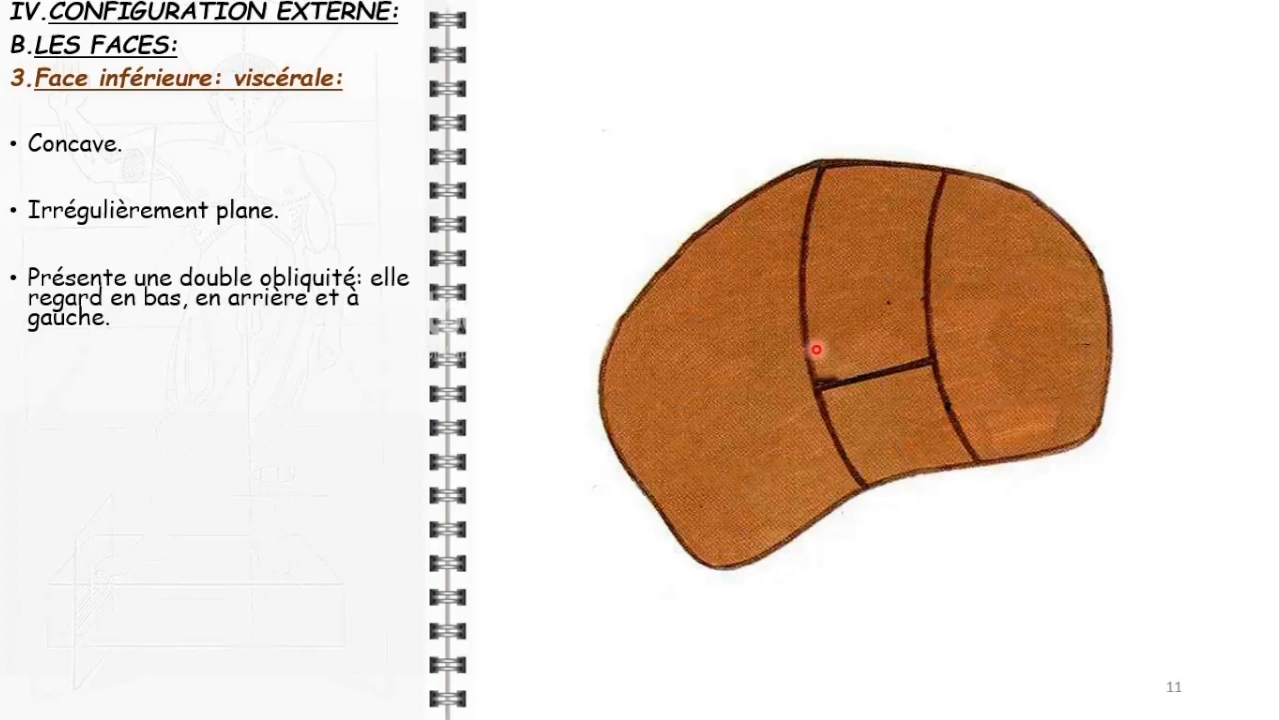 IV.CONFIGURATION EXTERNE:
B.LES FACES:
3.Face inférieure: viscérale:
• Concave.
• Irrégulièrement plane.
• Présente une double obliquité: elle
regard en bas, en arrière et à
gauche.
11